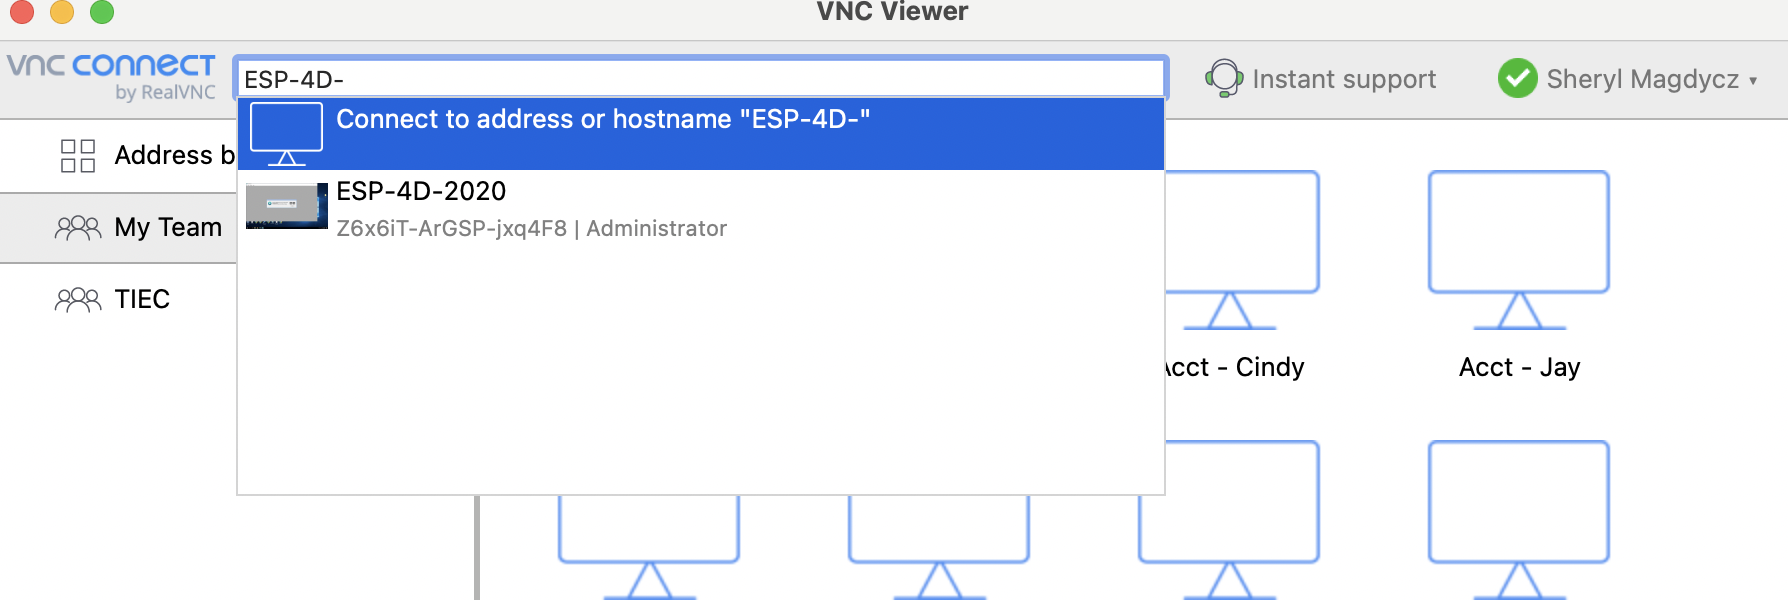 VNC Viewer
vnc connect
by RealVNC
ESP-4D-
Instant support
Sheryl Magdycz
Connect to address or hostname "ESP-4D-"
Address b
ESP-4D-2020
Z6x6iT-ArGSP-jxq4F8 | Administrator
My Team
TIEC
Acct - Cindy
Acct - Jay